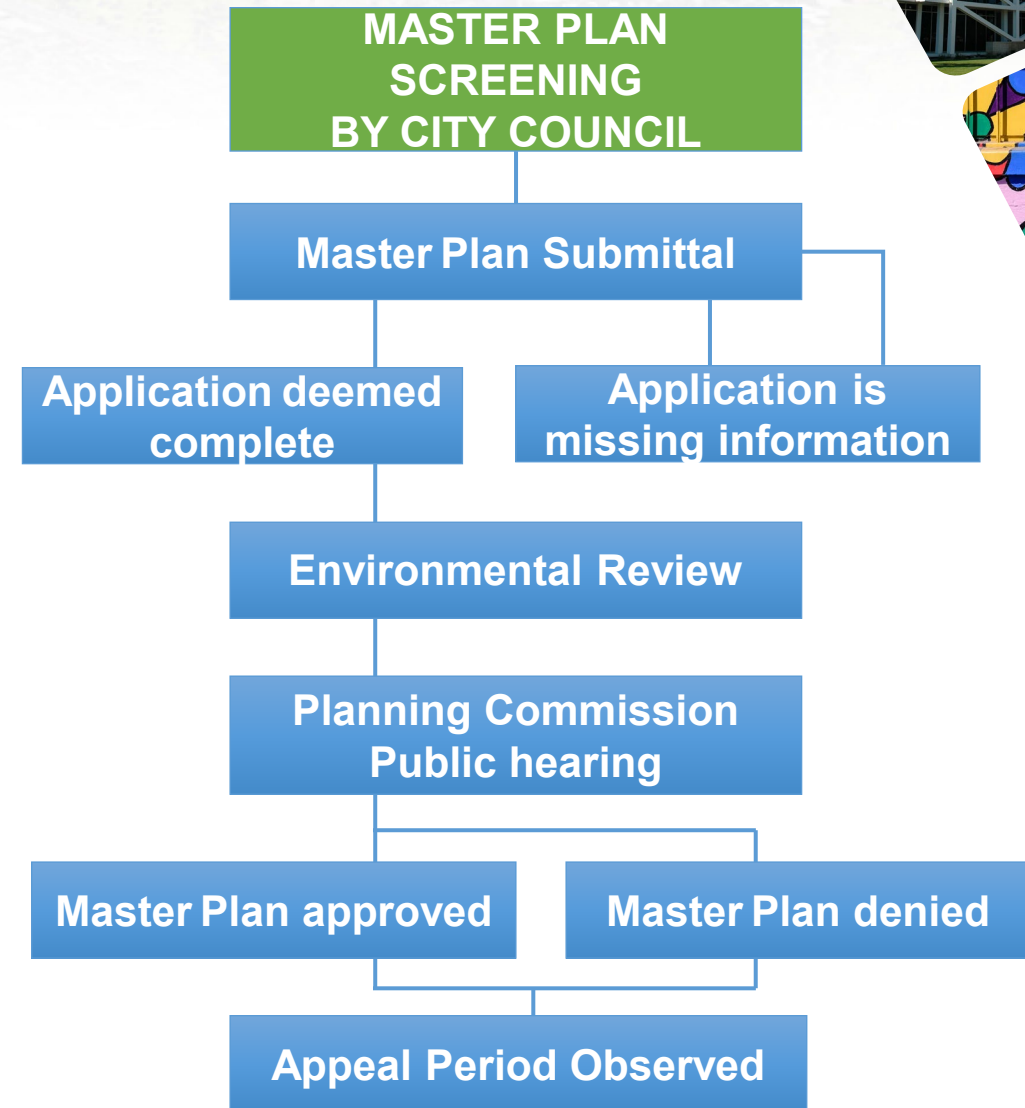 MASTER PLAN
SCREENING
BY CITY COUNCIL
Master Plan Submittal
Application deemed
complete
Application is
missing information
Environmental Review
Planning Commission
Public hearing
Master Plan approved
Master Plan denied
Appeal Period Observed